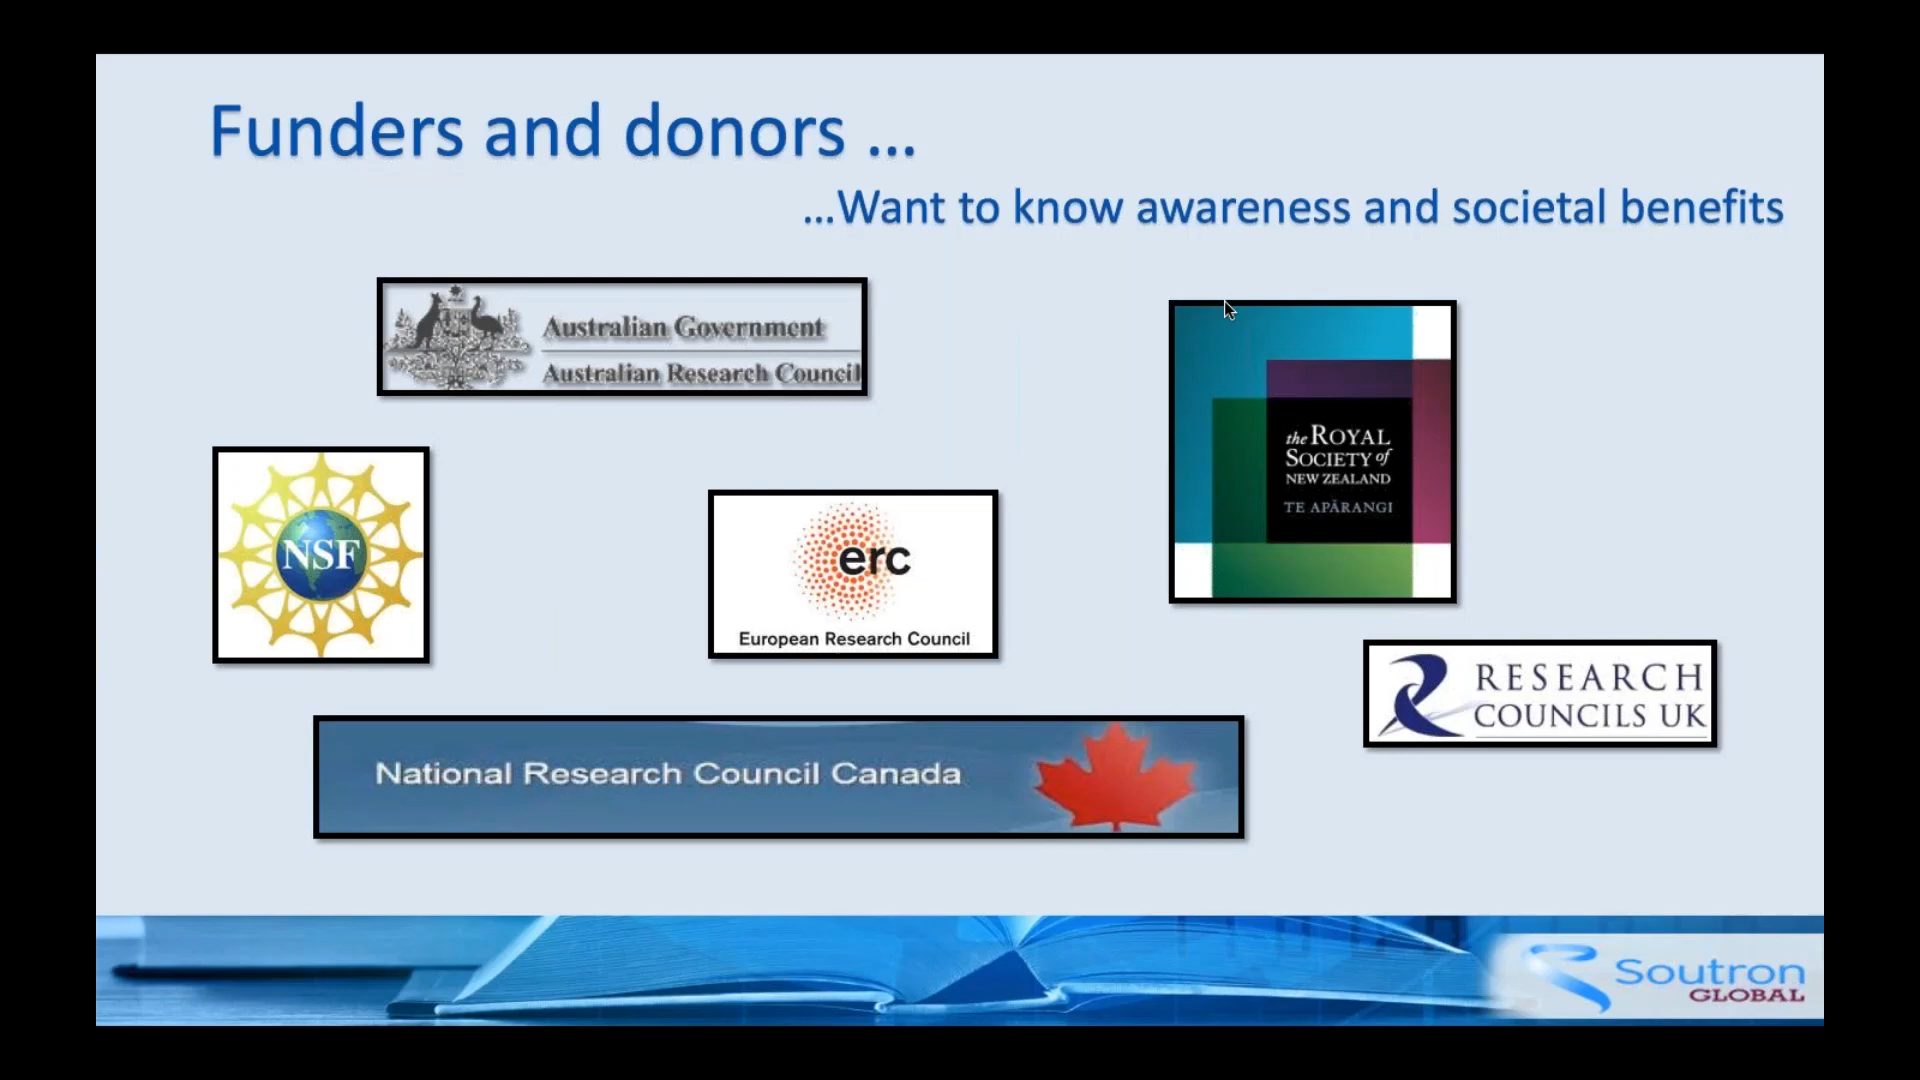 Funders and donors ...
...Want to know awareness and societal benefits
Australian Government
Australian Research Council
the ROYAL
SOCIETY of
NEW ZEALAND
TE APĀRANGI
NSF
erc
European Research Council
RESEARCH
COUNCILS UK
National Research Council Canada
Soutron
GLOBAL